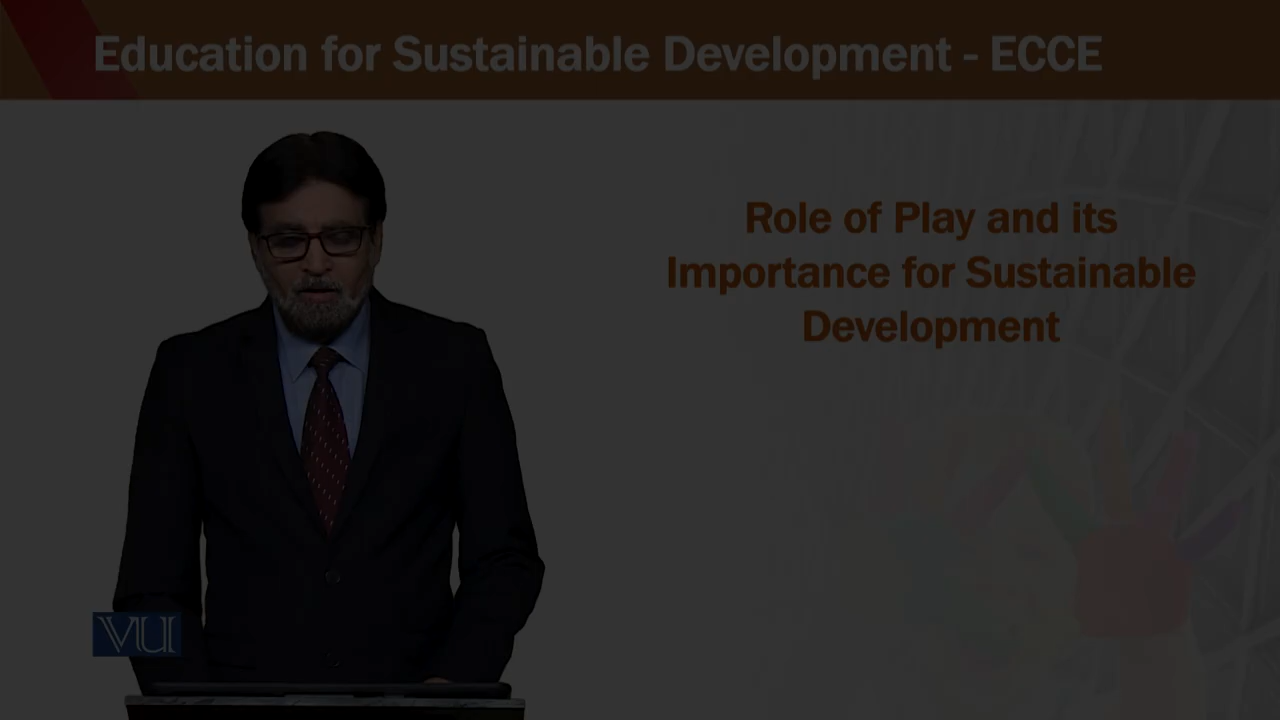 Education for Sustainable Development - ECCE
Role of Play and its
Importance for Sustainable
Development
VU